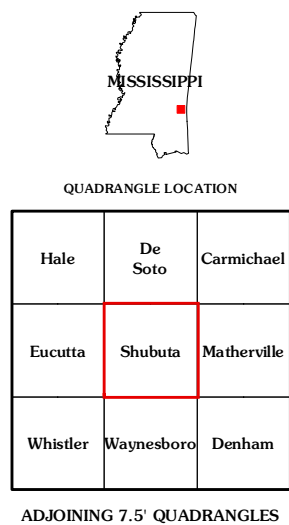 MISSISSIPPI
QUADRANGLE LOCATION
Hale
De
Soto
Carmichael
Eucutta
Shubuta
Matherville
Whistler
Waynesboro
Denham
ADJOINING 7.5' QUADRANGLES